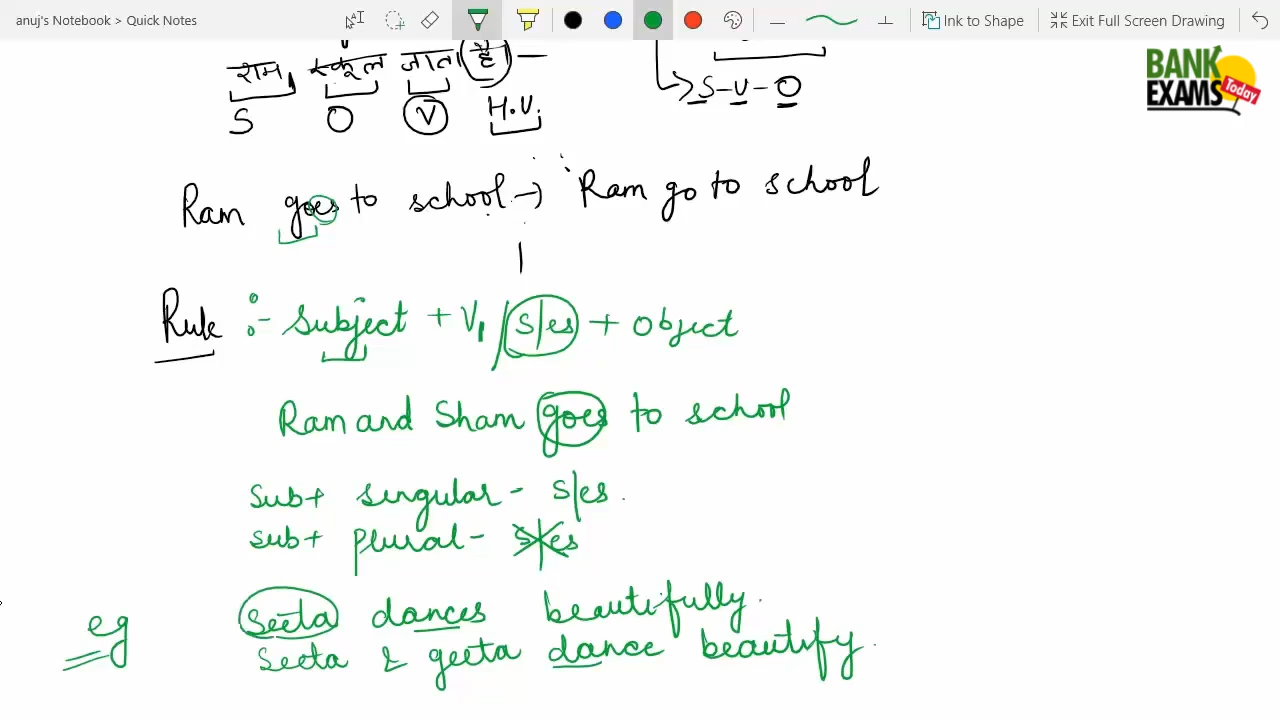 anuj's Notebook > Quick Notes
Ink to Shape
Exit Full Screen Drawing
BANK
EXAMS Today
राम स्कूल जाता है —
S O V H.V.
S-V-O
Ram goes to school → Ram go to school
Rule :- Subject + V1/s/es + Object
Ram and Sham goes to school
Sub+ singular - s/es.
sub+ plural - s/es
eg
Seeta dances beautifully.
Seeta & geeta dance beautify.